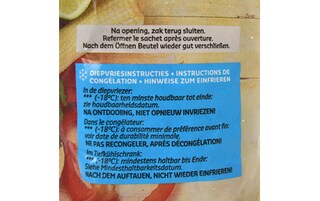 Na opening, zak terug sluiten.
Refermer le sachet après ouverture.
Nach dem Öffnen Beutel wieder gut verschließen.
DIEPVRIESINSTRUCTIES • INSTRUCTIONS DE
CONGÉLATION • HINWEISE ZUM EINFRIEREN
In de diepvriezer:
*** (-18°C): ten minste houdbaar tot einde:
zie houdbaarheidsdatum.
NA ONTDOOIING, NIET OPNIEUW INVRIEZEN!
Dans le congélateur:
*** (-18°C): à consommer de préférence avant fin:
voir date de durabilité minimale.
NE PAS RECONGELER, APRÈS DÉCONGÉLATION!
Im Tiefkühlschrank:
*** (-18°C): mindestens haltbar bis Ende:
Siehe Mindesthaltbarkeitsdatum.
NACH DEM AUFTAUEN, NICHT WIEDER EINFRIEREN!